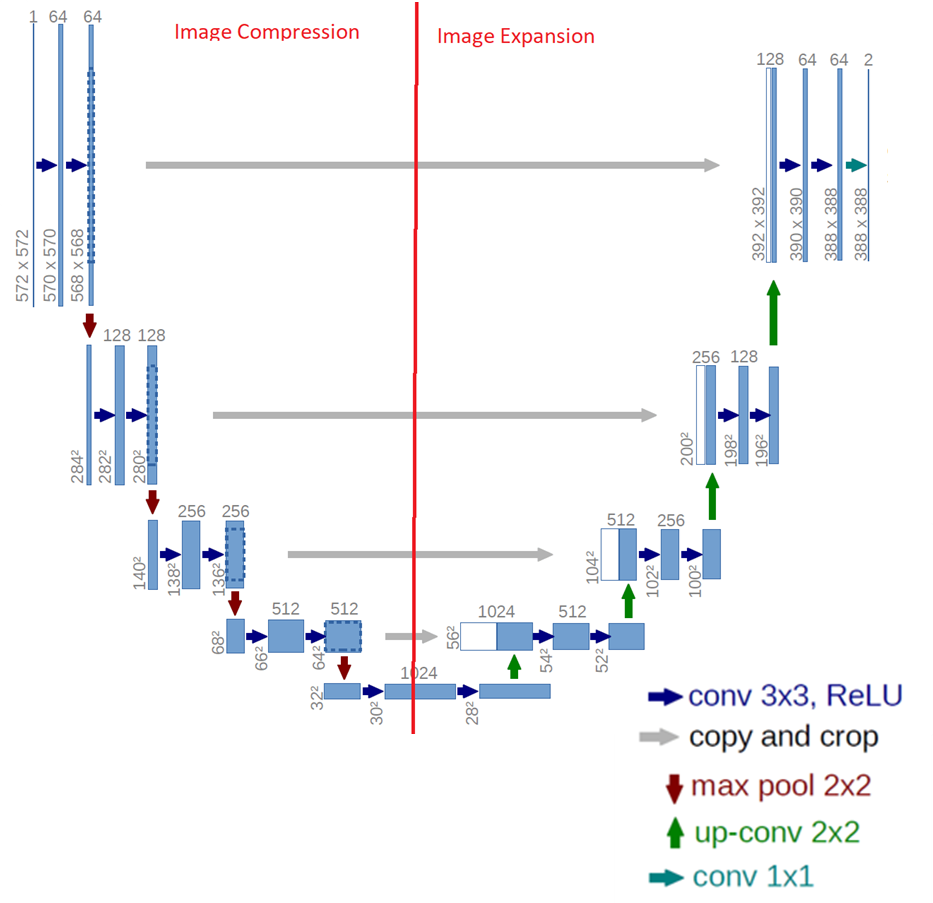 Image Compression
Image Expansion
1 64 64
572 x 572
570 x 570
568 x 568
128 64 64 2
392 x 392
390 x 390
388 x 388
388 x 388
128 128
284²
282²
280²
256 128
200²
198²
196²
256 256
140²
138²
136²
512 256
104²
102²
100²
512 512
68²
66²
64²
1024 512
56²
54²
52²
1024
32²
30²
28²
conv 3x3, ReLU
copy and crop
max pool 2x2
up-conv 2x2
conv 1x1